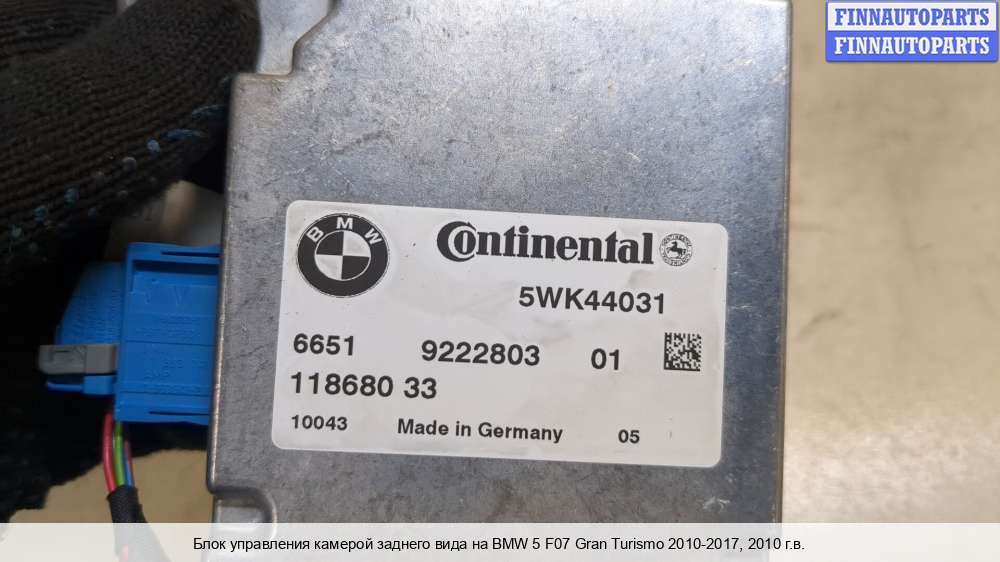 FINNAUTOPARTS
FINNAUTOPARTS
BMW
Continental
5WK44031
6651 9222803 01
118680 33
10043 Made in Germany 05
Блок управления камерой заднего вида на BMW 5 F07 Gran Turismo 2010-2017, 2010 г.в.